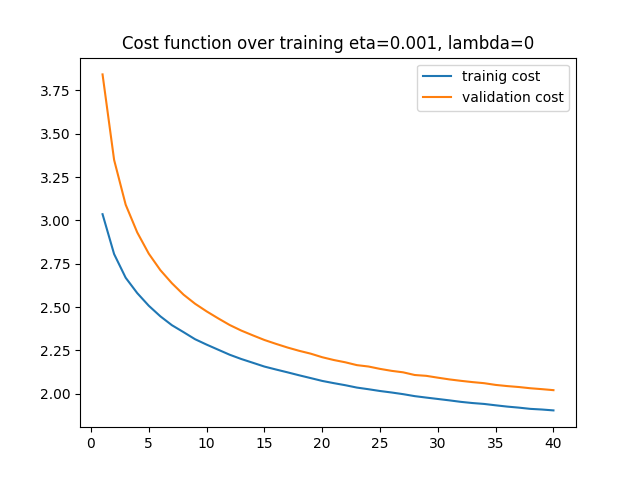 Cost function over training eta=0.001, lambda=0
trainig cost
validation cost
3.75
3.50
3.25
3.00
2.75
2.50
2.25
2.00
0 5 10 15 20 25 30 35 40